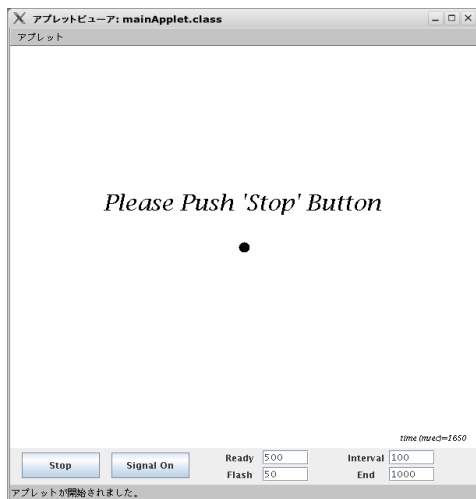 アプレットビューア: mainApplet.class
アプレット
Please Push 'Stop' Button
time (msec)=1650
Stop
Signal On
Ready 500
Interval 100
Flash 50
End 1000
アプレットが開始されました。